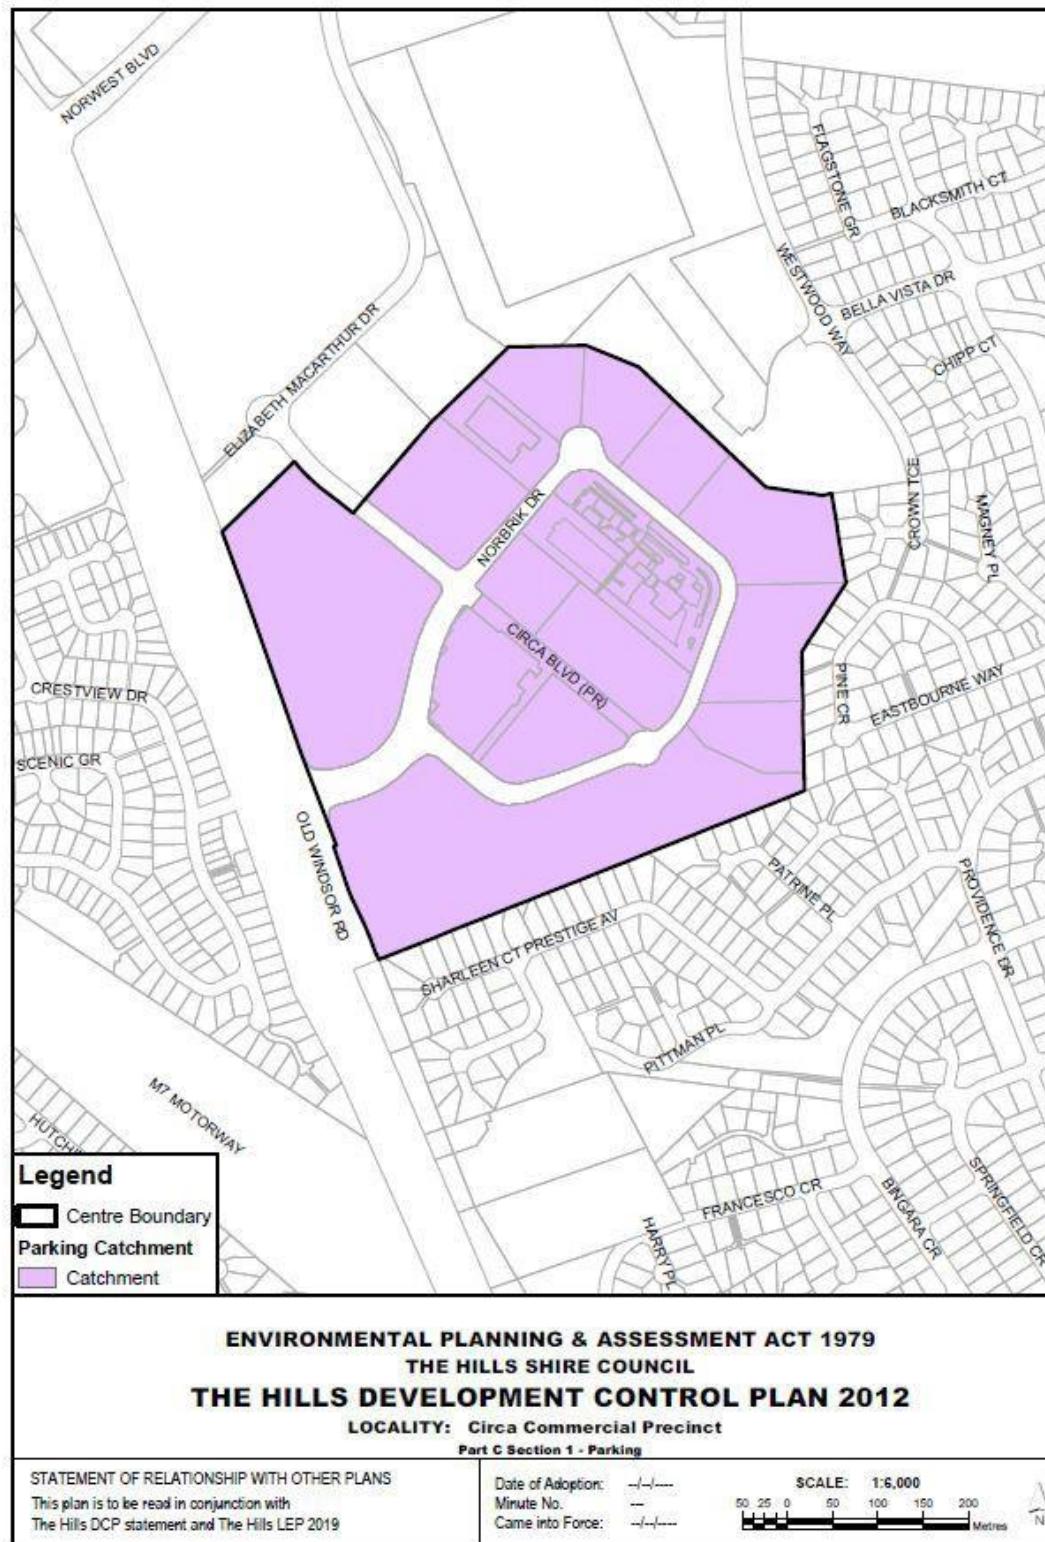 NORWEST BLVD
FLAGSTONE GR
BLACKSMITH CT
WESTWOOD WAY
BELLA VISTA DR
CHIPP CT
ELIZABETH MACARTHUR DR
NORBRIK DR
CROWN TCE
MAGNEY PL
CIRCA BLVD (PR)
CRESTVIEW DR
PINE CR
EASTBOURNE WAY
SCENIC GR
OLD WINDSOR RD
PATRINE PL
PROVIDENCE DR
SHARLEEN CT
PRESTIGE AV
PITTMAN PL
M7 MOTORWAY
FRANCESCO CR
BINGARA CR
SPRINGFIELD CR
HARRY PL
Legend
Centre Boundary
Parking Catchment
Catchment
ENVIRONMENTAL PLANNING & ASSESSMENT ACT 1979
THE HILLS SHIRE COUNCIL
THE HILLS DEVELOPMENT CONTROL PLAN 2012
LOCALITY: Circa Commercial Precinct
Part C Section 1 - Parking
STATEMENT OF RELATIONSHIP WITH OTHER PLANS
This plan is to be read in conjunction with
The Hills DCP statement and The Hills LEP 2019
Date of Adoption: --/--/----
Minute No. ---
Came into Force: --/--/----
SCALE: 1:6,000
50 25 0 50 100 150 200
Metres
N